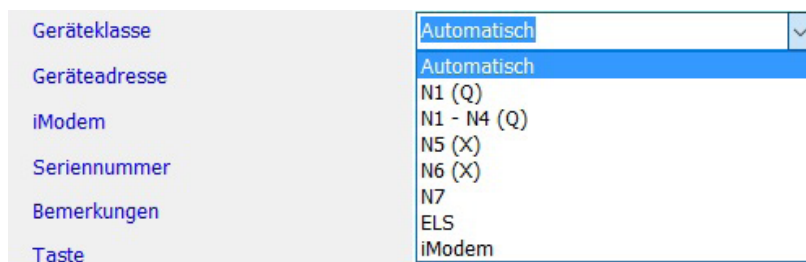 Geräteklasse
Automatisch
Automatisch
Geräteadresse
N1 (Q)
iModem
N1 - N4 (Q)
N5 (X)
Seriennummer
N6 (X)
N7
Bemerkungen
ELS
Taste
iModem